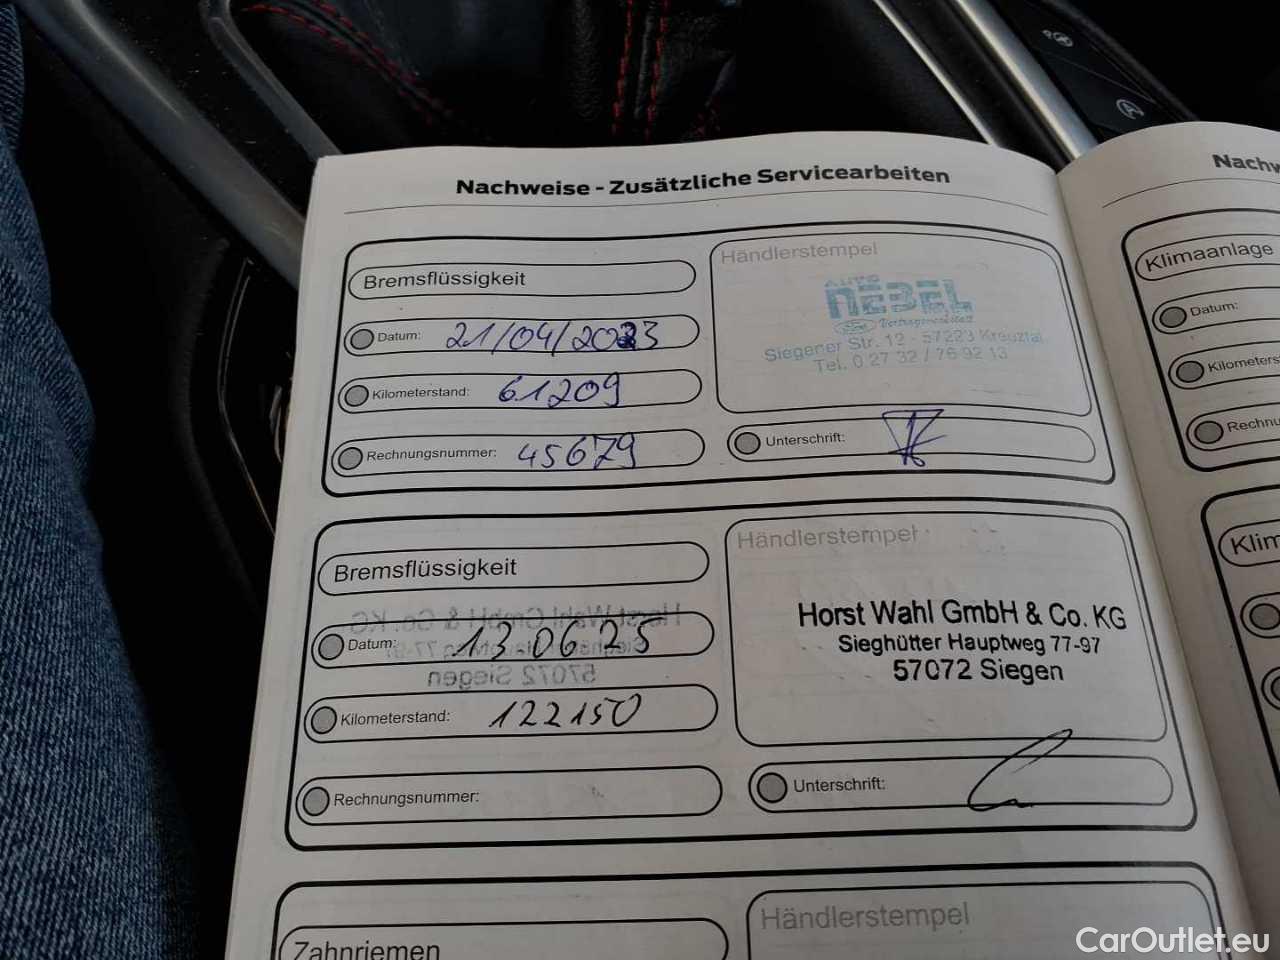 Nachweise - Zusätzliche Servicearbeiten
Bremsflüssigkeit
Datum: 21/04/2023
Kilometerstand: 61209
Rechnungsnummer: 45679
Händlerstempel
AUTO
NEBEL
Ford Vertragswerkstatt
Siegener Str. 12 - 57223 Kreuztal
Tel. 0 27 32 / 76 92 13
Unterschrift:
Bremsflüssigkeit
Datum: 13 06 25
Kilometerstand: 122150
Rechnungsnummer:
Händlerstempel
Horst Wahl GmbH & Co. KG
Sieghütter Hauptweg 77-97
57072 Siegen
Unterschrift:
Zahnriemen
Händlerstempel
Nachw
Klimaanlage
Datum:
Kilometers
Rechnu
Klim
CarOutlet.eu